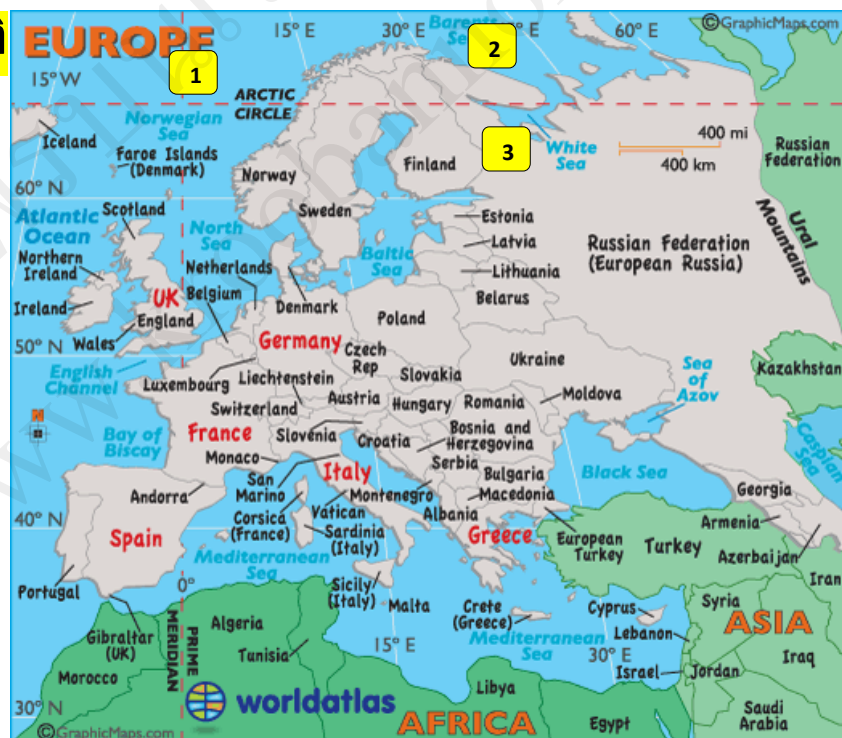 EUROPE
1
2
3
15° W
15° E
30° E
Barents
Sea
45° E
60° E
©GraphicMaps.com
ARCTIC
CIRCLE
Norwegian
Sea
Iceland
Faroe Islands
(Denmark)
60° N
Norway
Finland
White
Sea
400 mi
400 km
Russian
Federation
Ural
Mountains
Atlantic
Ocean
Scotland
Northern
Ireland
North
Sea
Sweden
Estonia
Latvia
Lithuania
Baltic
Sea
Russian Federation
(European Russia)
Netherlands
Belgium
Ireland
UK
England
Wales
Denmark
Belarus
Poland
Germany
50° N
English
Channel
Luxembourg
Liechtenstein
Czech
Rep
Slovakia
Ukraine
Sea
of
Azov
Kazakhstan
N
Switzerland
Austria
Hungary
Romania
Moldova
Bay of
Biscay
France
Slovenia
Croatia
Bosnia and
Herzegovina
Caspian
Sea
Monaco
San
Marino
Italy
Serbia
Bulgaria
Black Sea
Andorra
Corsica
(France)
Vatican
Montenegro
Macedonia
Georgia
40° N
Spain
Sardinia
(Italy)
Albania
Greece
European
Turkey
Turkey
Armenia
Azerbaijan
Mediterranean
Sea
Portugal
0°
Sicily
(Italy)
Malta
Crete
(Greece)
Cyprus
Syria
Iran
ASIA
Gibraltar
(UK)
PRIME
MERIDIAN
Algeria
Tunisia
15° E
Mediterranean
Sea
30° E
Lebanon
Israel
Jordan
Iraq
Morocco
30° N
worldatlas
Libya
AFRICA
Egypt
Saudi
Arabia
©GraphicMaps.com